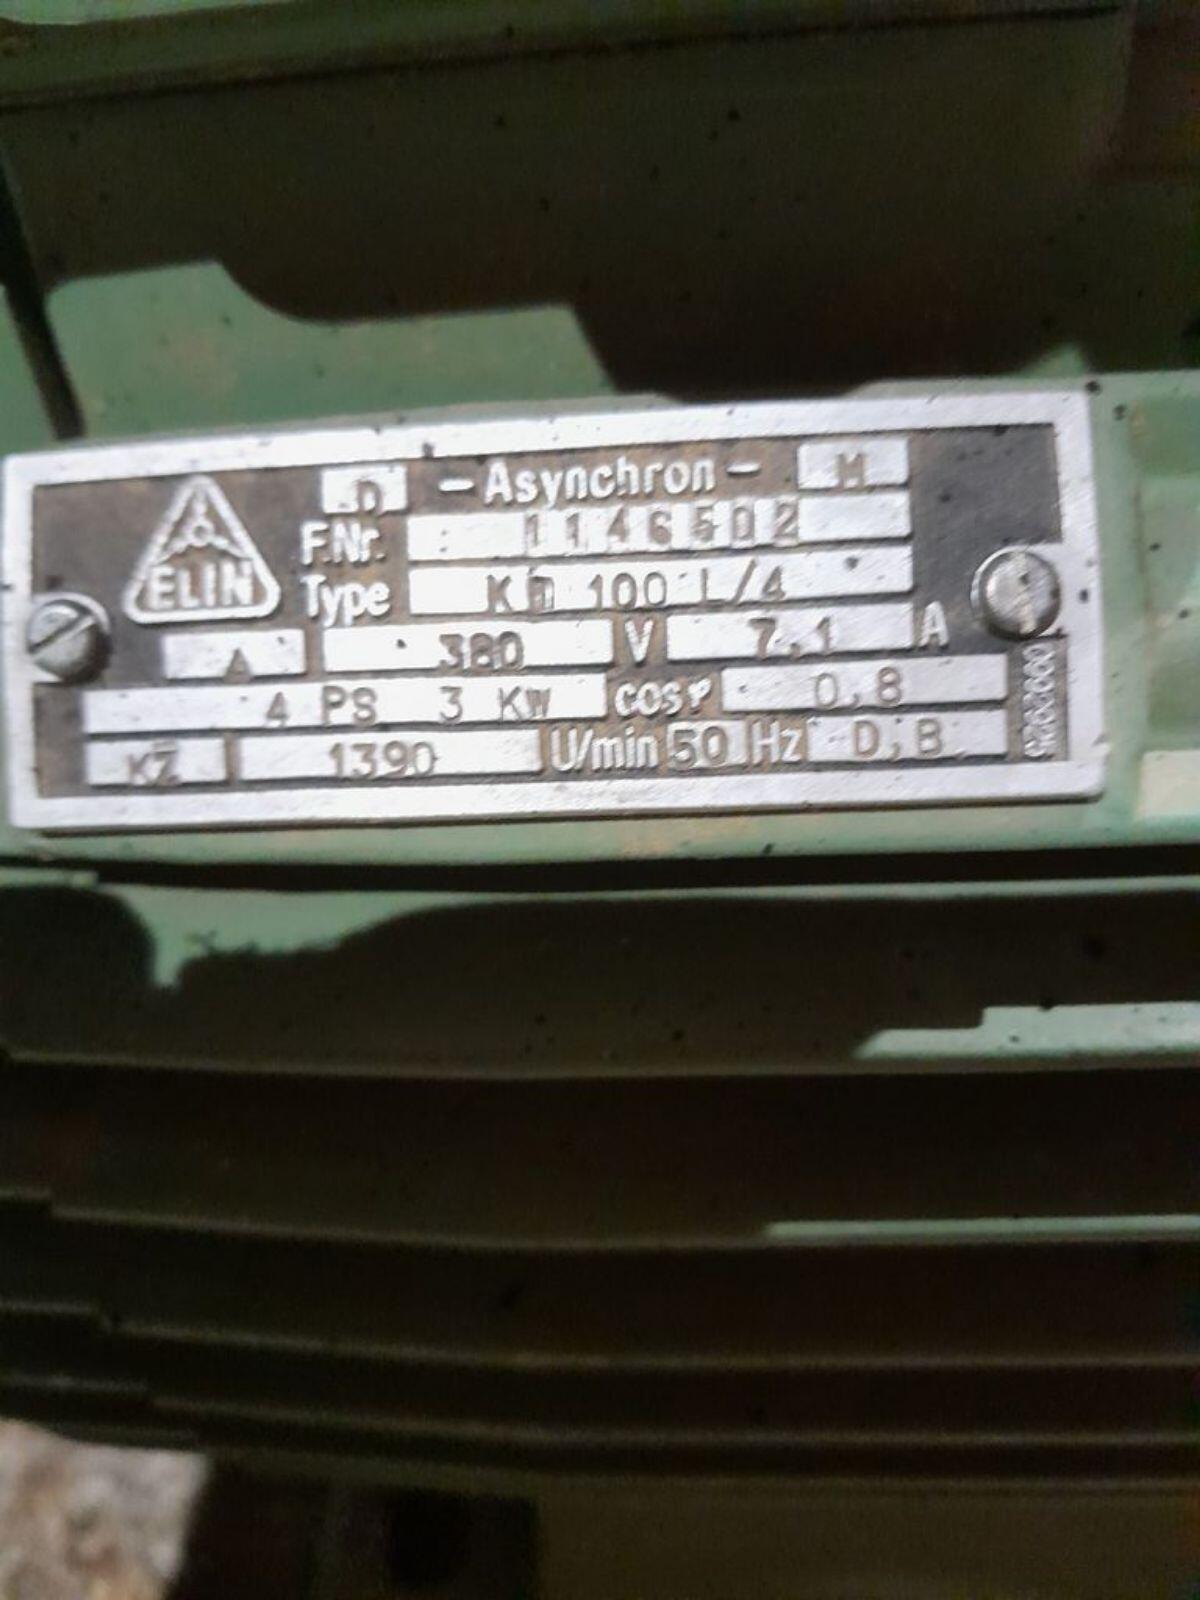 D - Asynchron - M
ELIN
F.Nr. 1146502
Type 100 L/4
380 V 7,1 A
4 PS 3 KW cosφ 0,8
KZ 1390 U/min 50 Hz D,B